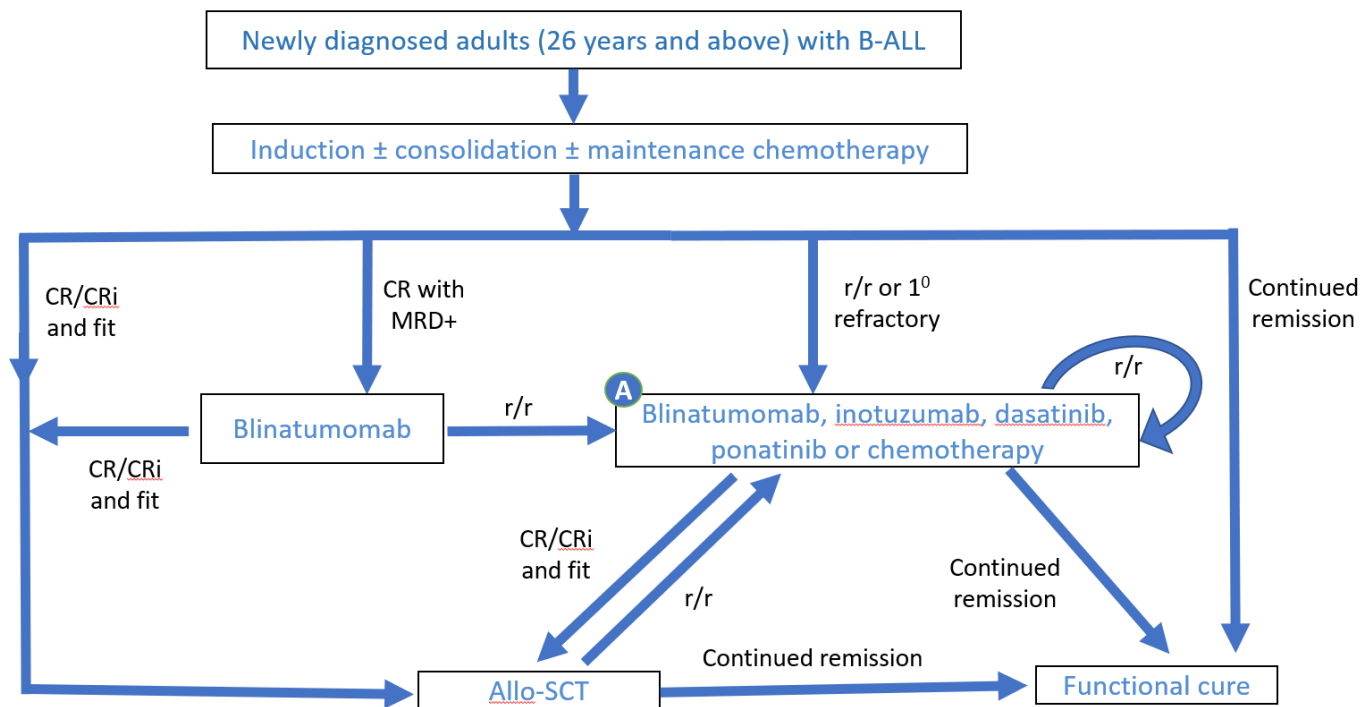 Newly diagnosed adults (26 years and above) with B-ALL
Induction ± consolidation ± maintenance chemotherapy
CR/CRi
and fit
CR with
MRD+
r/r or 1⁰
refractory
Continued
remission
r/r
A
Blinatumomab
r/r
Blinatumomab, inotuzumab, dasatinib,
ponatinib or chemotherapy
CR/CRi
and fit
CR/CRi
and fit
r/r
Continued
remission
Continued remission
Allo-SCT
Functional cure